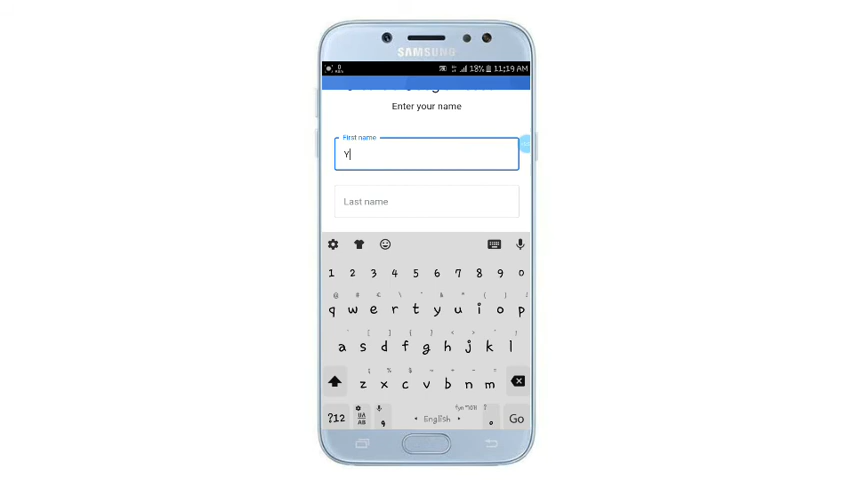 SAMSUNG
18% 11:19 AM
Enter your name
First name
Y
Last name
1 2 3 4 5 6 7 8 9 0
q w e r t y u i o p
a s d f g h j k l
z x c v b n m
?12 English Go